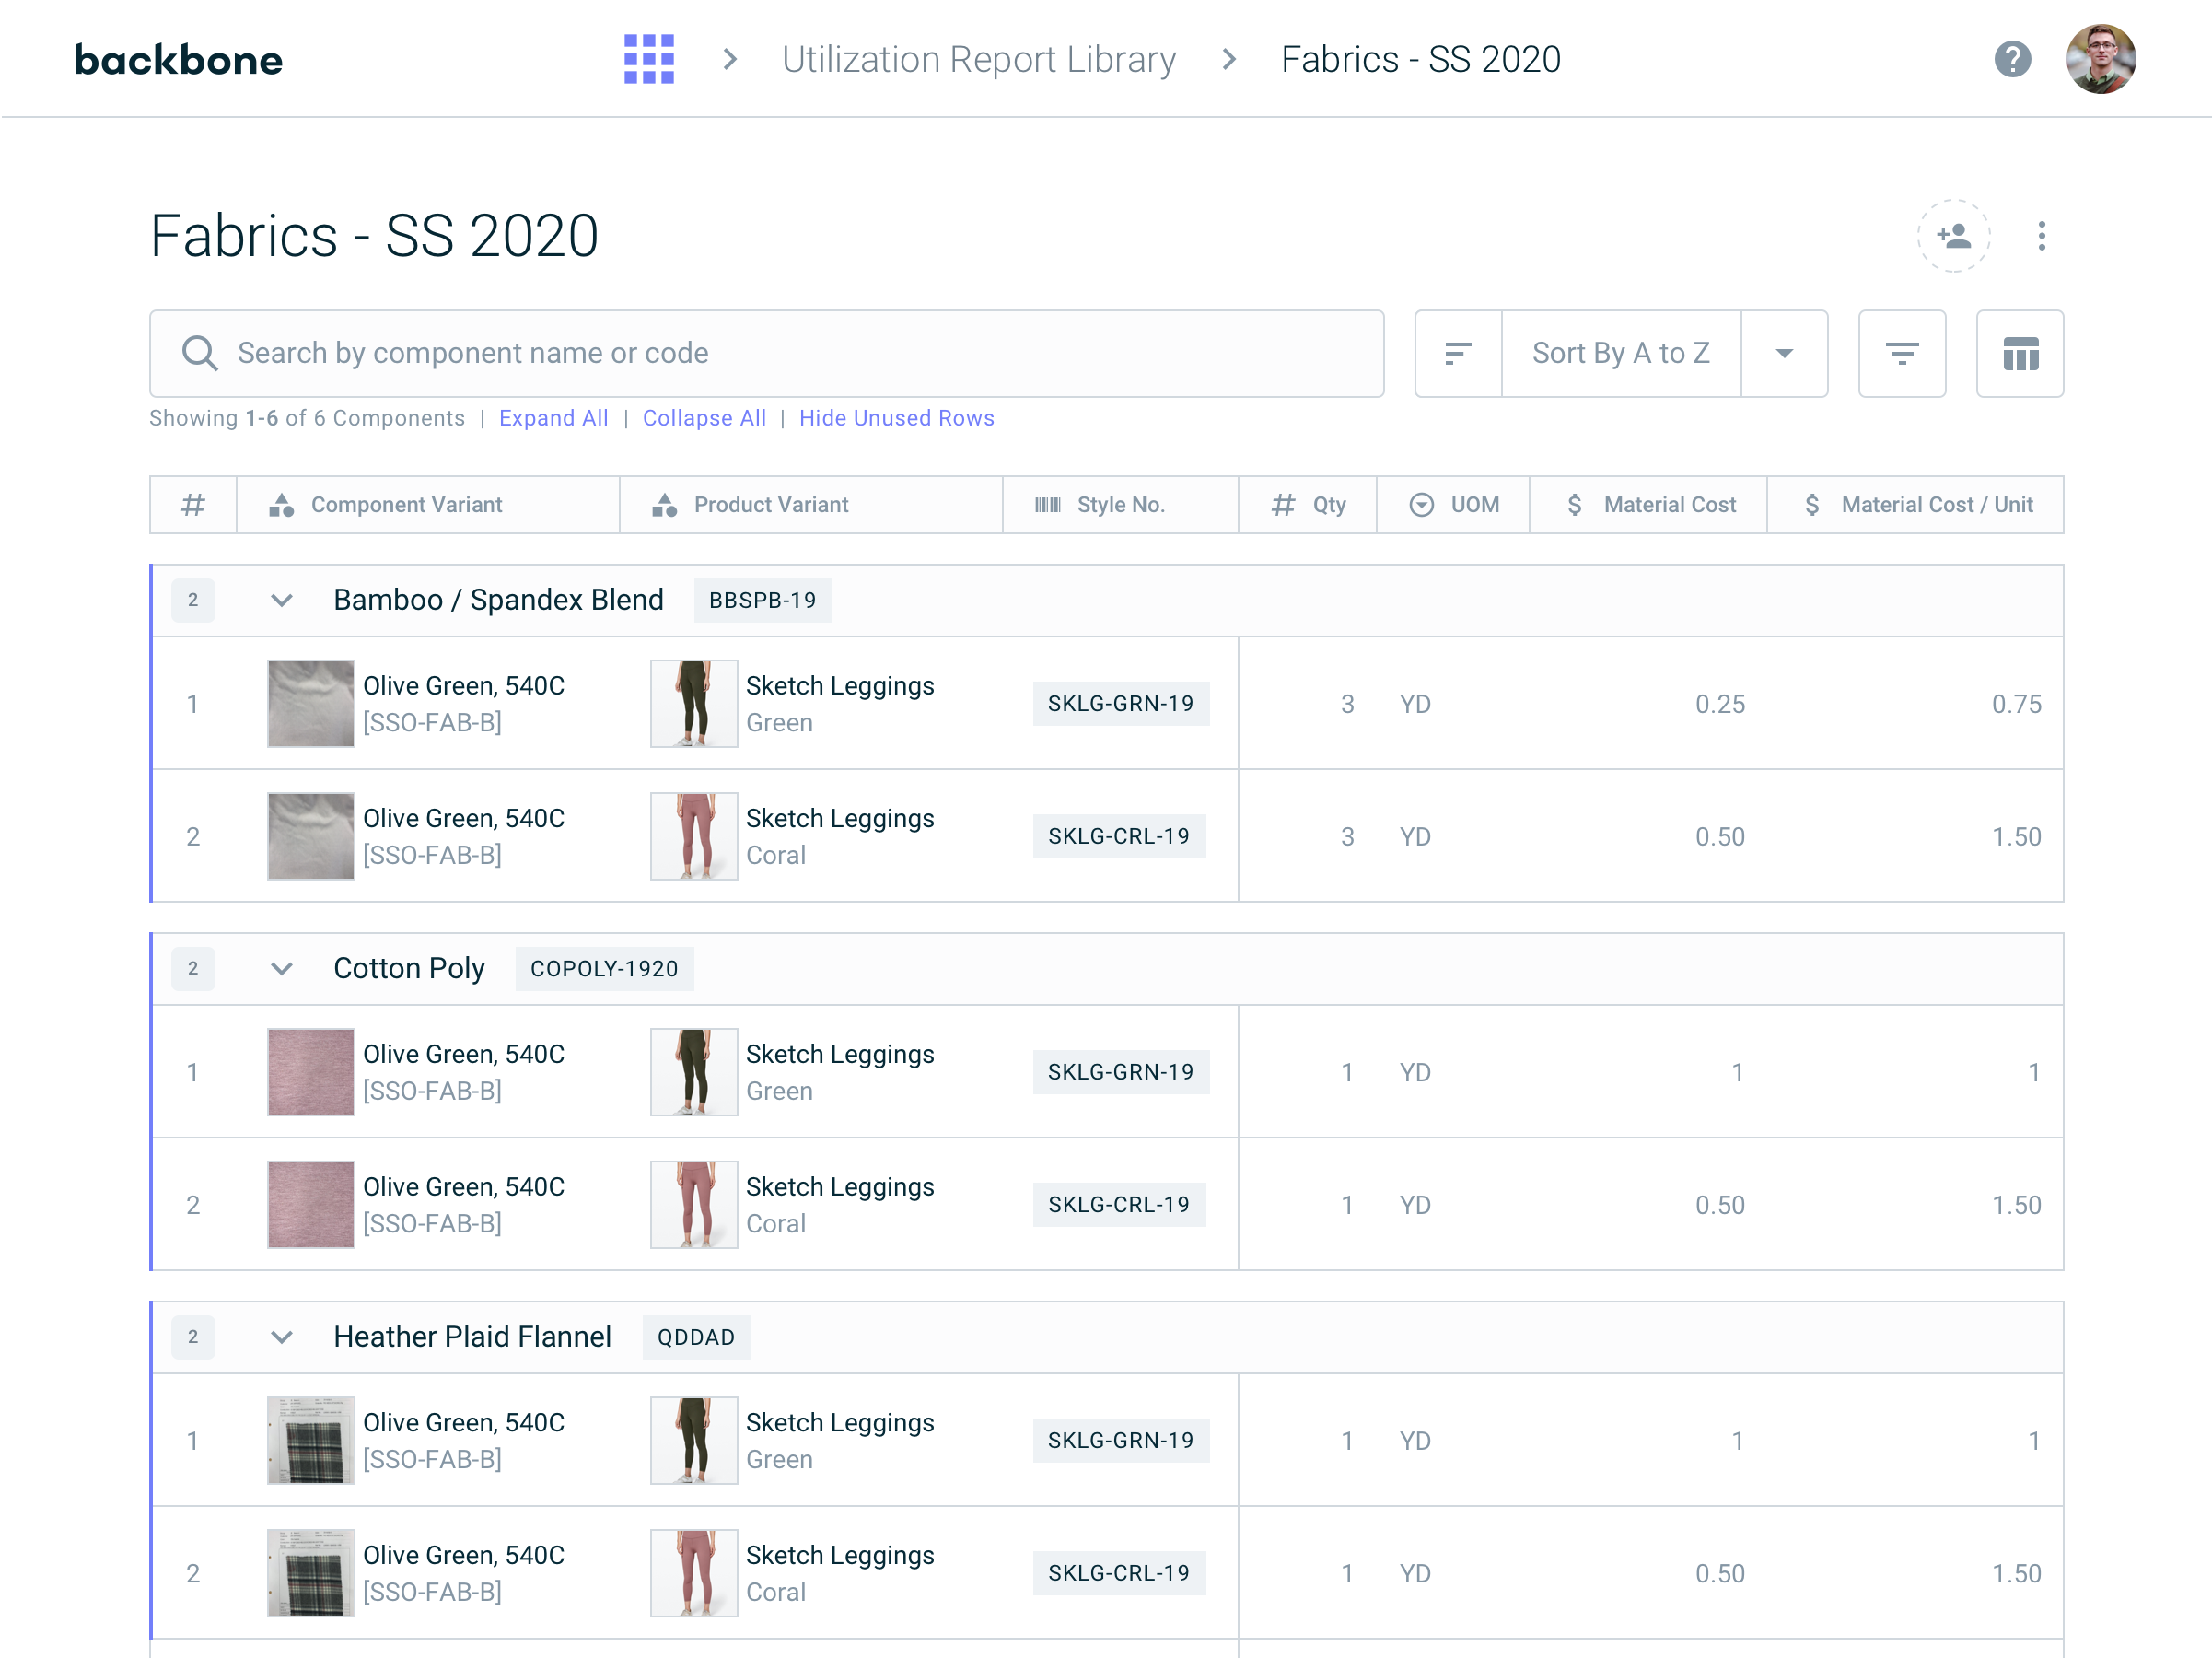 backbone
Utilization Report Library
Fabrics - SS 2020
Fabrics - SS 2020
Search by component name or code
Sort By A to Z
Showing 1-6 of 6 Components | Expand All | Collapse All | Hide Unused Rows
# Component Variant Product Variant Style No. # Qty UOM $ Material Cost $ Material Cost / Unit
2 Bamboo / Spandex Blend BBSPB-19
1 Olive Green, 540C [SSO-FAB-B] Sketch Leggings Green SKLG-GRN-19 3 YD 0.25 0.75
2 Olive Green, 540C [SSO-FAB-B] Sketch Leggings Coral SKLG-CRL-19 3 YD 0.50 1.50
2 Cotton Poly COPOLY-1920
1 Olive Green, 540C [SSO-FAB-B] Sketch Leggings Green SKLG-GRN-19 1 YD 1 1
2 Olive Green, 540C [SSO-FAB-B] Sketch Leggings Coral SKLG-CRL-19 1 YD 0.50 1.50
2 Heather Plaid Flannel QDDAD
1 Olive Green, 540C [SSO-FAB-B] Sketch Leggings Green SKLG-GRN-19 1 YD 1 1
2 Olive Green, 540C [SSO-FAB-B] Sketch Leggings Coral SKLG-CRL-19 1 YD 0.50 1.50